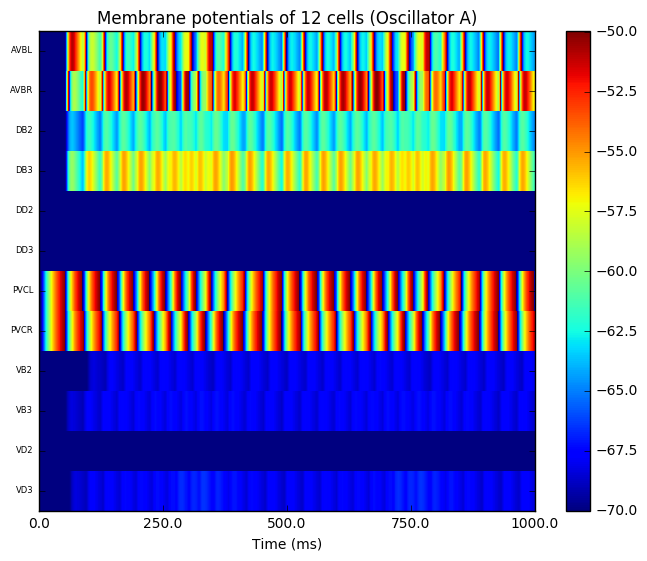 Membrane potentials of 12 cells (Oscillator A)
AVBL
AVBR
DB2
DB3
DD2
DD3
PVCL
PVCR
VB2
VB3
VD2
VD3
0.0 250.0 500.0 750.0 1000.0
Time (ms)
−50.0
−52.5
−55.0
−57.5
−60.0
−62.5
−65.0
−67.5
−70.0